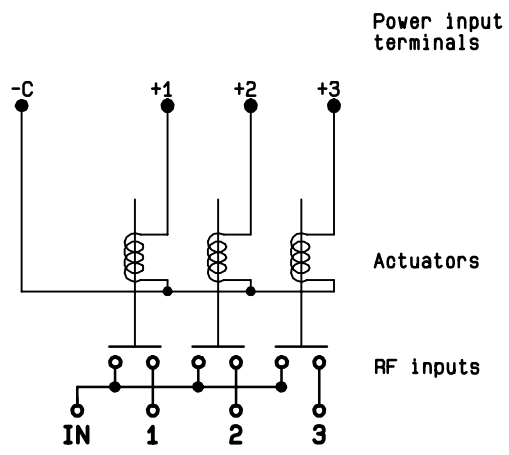 Power input
terminals
-C +1 +2 +3
Actuators
RF inputs
IN 1 2 3